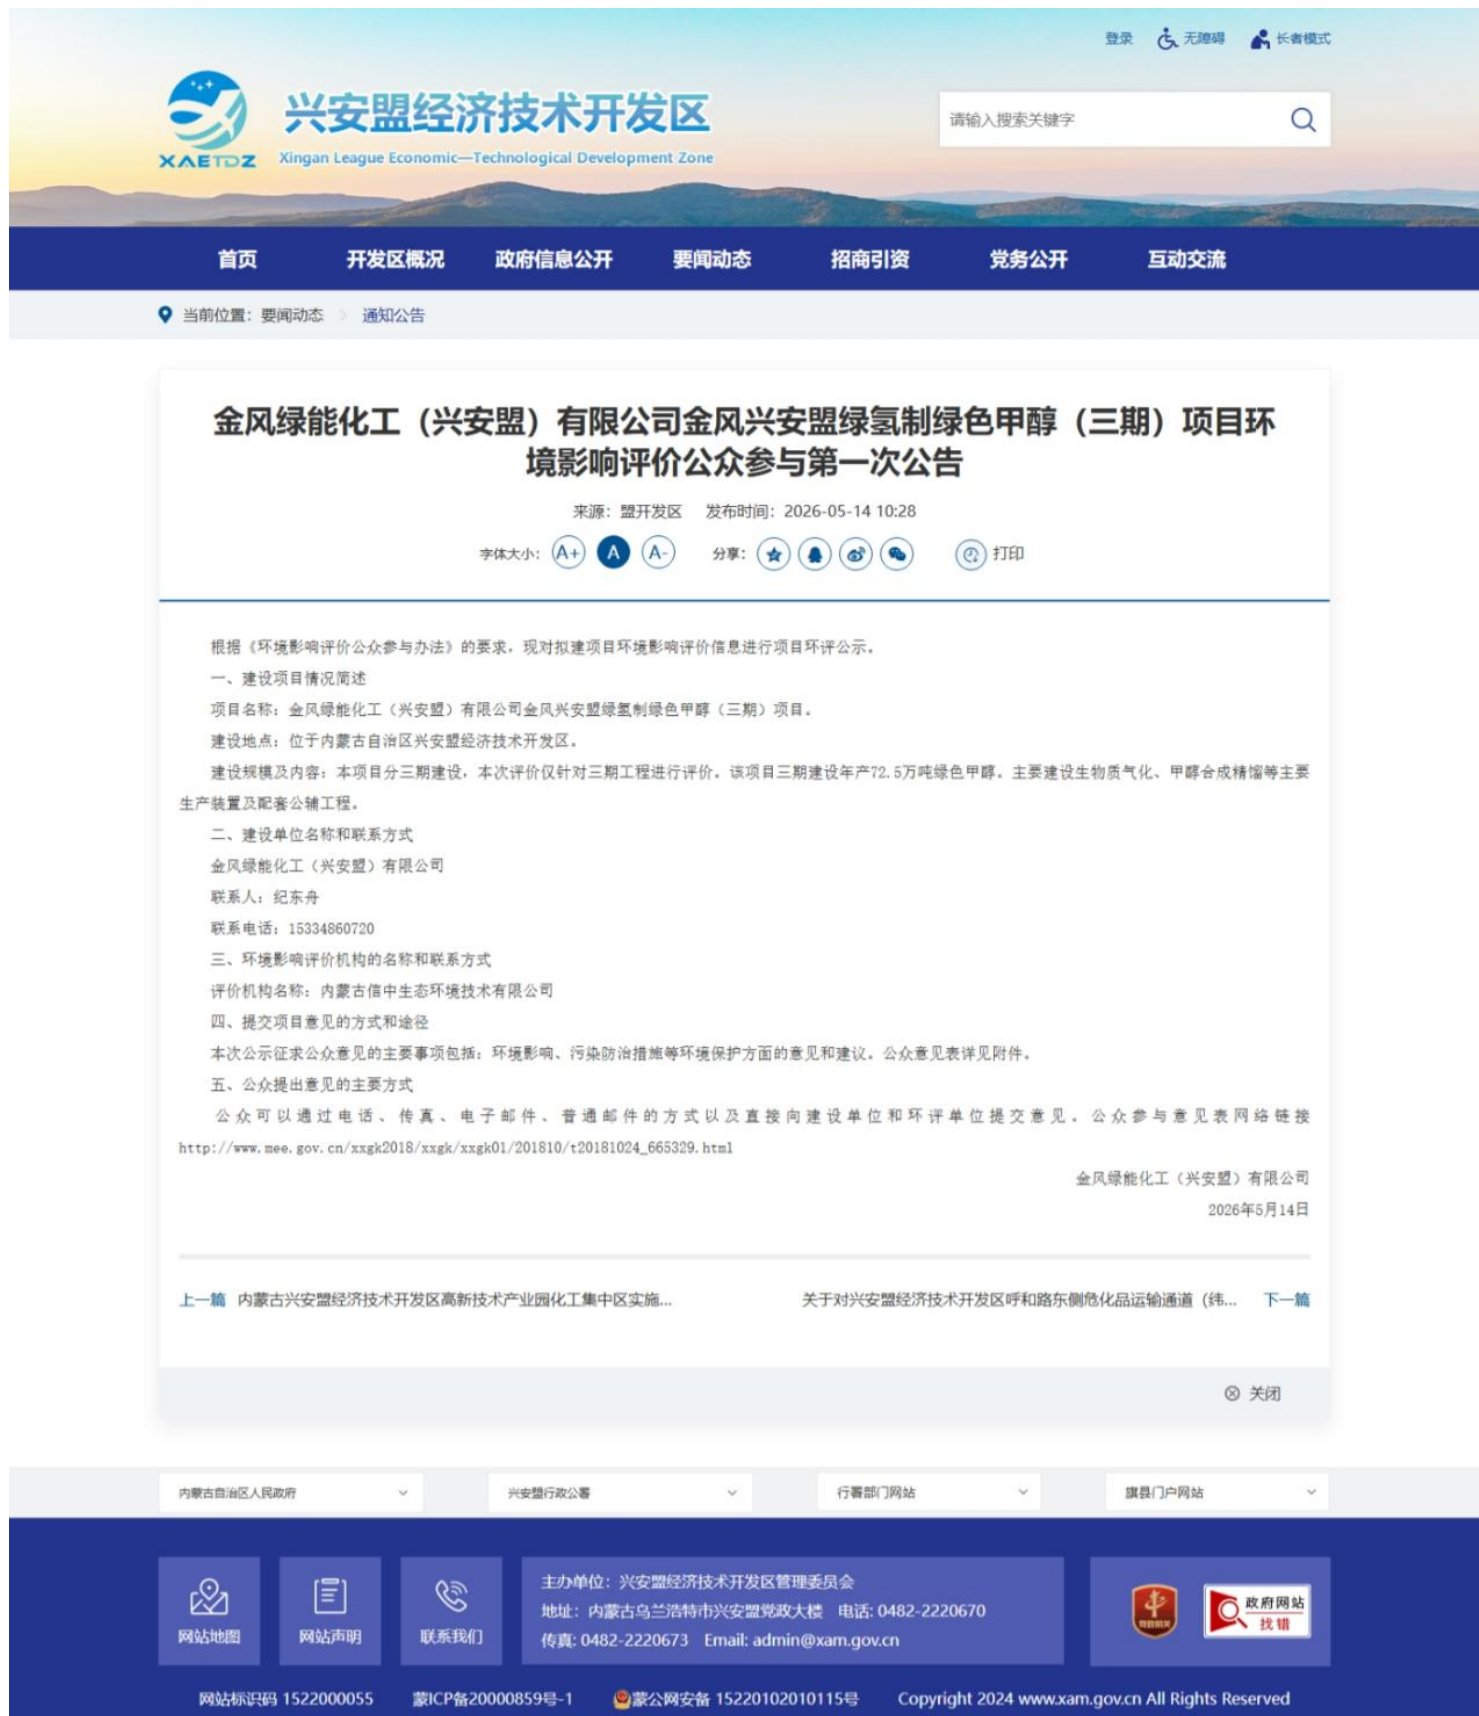 登录 无障碍 长者模式
兴安盟经济技术开发区
XAETDZ
Xingan League Economic—Technological Development Zone
请输入搜索关键字
首页 开发区概况 政府信息公开 要闻动态 招商引资 党务公开 互动交流
当前位置：要闻动态 > 通知公告
金风绿能化工（兴安盟）有限公司金风兴安盟绿氢制绿色甲醇（三期）项目环
境影响评价公众参与第一次公告
来源：盟开发区 发布时间：2026-05-14 10:28
字体大小： A+ A A- 分享： 打印
根据《环境影响评价公众参与办法》的要求，现对拟建项目环境影响评价信息进行项目环评公示。
一、建设项目情况简述
项目名称：金风绿能化工（兴安盟）有限公司金风兴安盟绿氢制绿色甲醇（三期）项目。
建设地点：位于内蒙古自治区兴安盟经济技术开发区。
建设规模及内容：本项目分三期建设，本次评价仅针对三期工程进行评价。该项目三期建设年产72.5万吨绿色甲醇。主要建设生物质气化、甲醇合成精馏等主要
生产装置及配套公辅工程。
二、建设单位名称和联系方式
金风绿能化工（兴安盟）有限公司
联系人：纪东舟
联系电话：15334860720
三、环境影响评价机构的名称和联系方式
评价机构名称：内蒙古信中生态环境技术有限公司
四、提交项目意见的方式和途径
本次公示征求公众意见的主要事项包括：环境影响、污染防治措施等环境保护方面的意见和建议。公众意见表详见附件。
五、公众提出意见的主要方式
公众可以通过电话、传真、电子邮件、普通邮件的方式以及直接向建设单位和环评单位提交意见。公众参与意见表网络链接
http://www.mee.gov.cn/xxgk2018/xxgk/xxgk01/201810/t20181024_665329.html
金风绿能化工（兴安盟）有限公司
2026年5月14日
上一篇 内蒙古兴安盟经济技术开发区高新技术产业园化工集中区实施... 关于对兴安盟经济技术开发区呼和路东侧危化品运输通道（纬... 下一篇
关闭
内蒙古自治区人民政府 兴安盟行政公署 行署部门网站 旗县门户网站
网站地图 网站声明 联系我们
主办单位：兴安盟经济技术开发区管理委员会
地址：内蒙古乌兰浩特市兴安盟党政大楼 电话: 0482-2220670
传真: 0482-2220673 Email: admin@xam.gov.cn
党政机关
政府网站
找错
网站标识码 1522000055 蒙ICP备20000859号-1 蒙公网安备 15220102010115号 Copyright 2024 www.xam.gov.cn All Rights Reserved